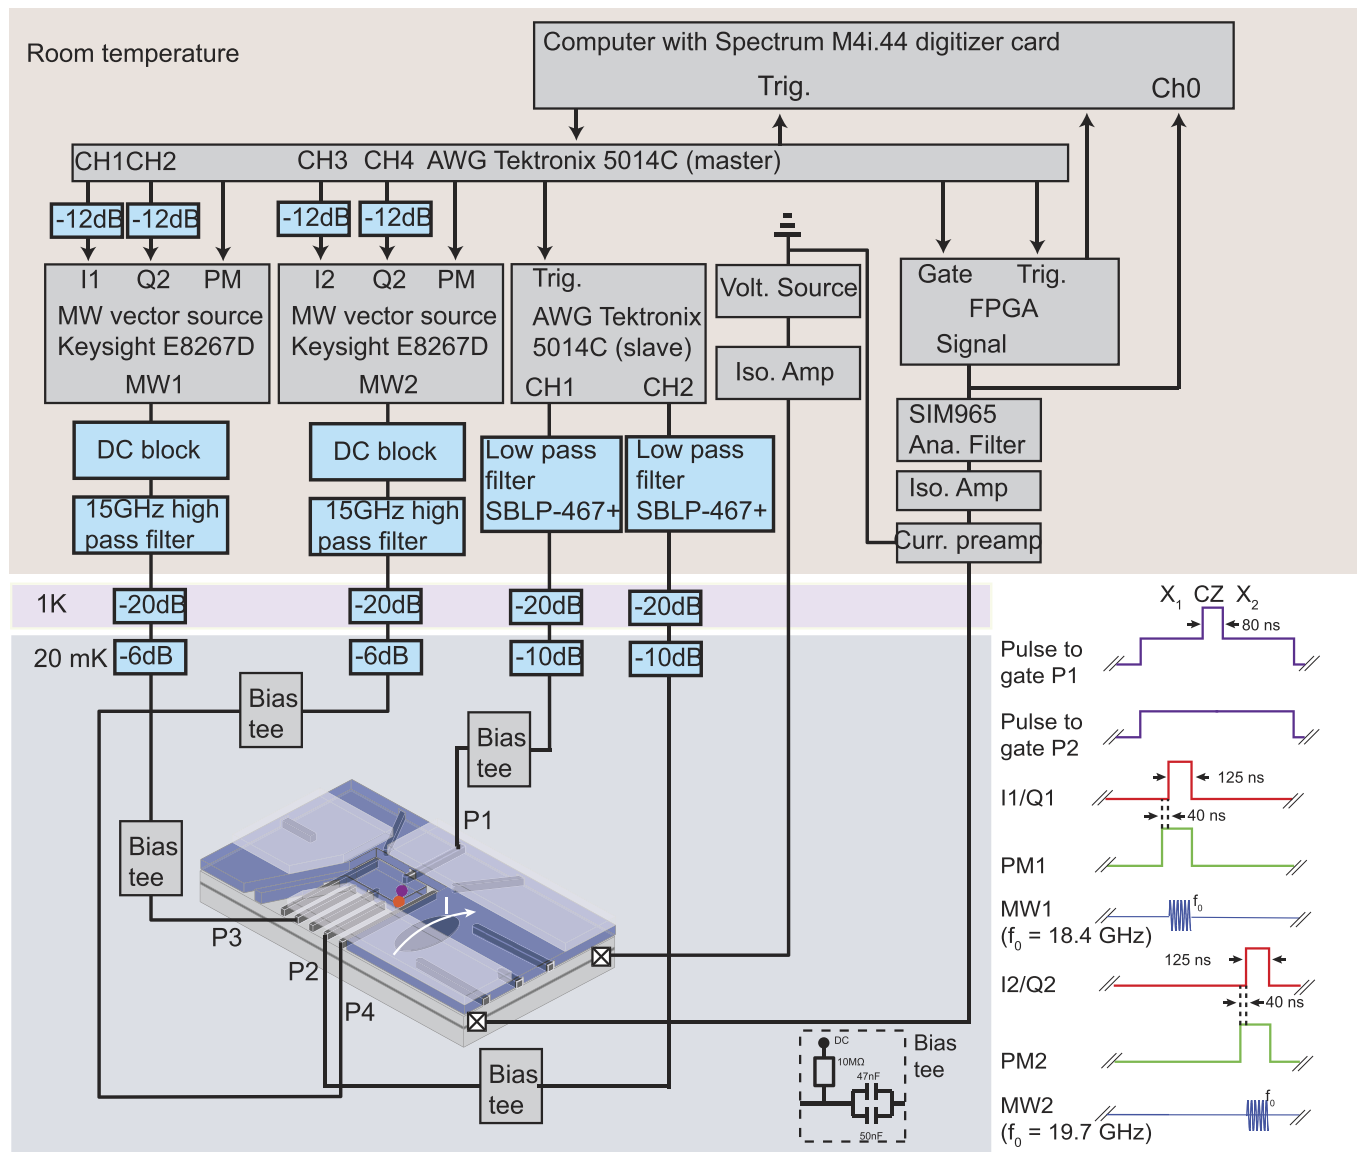 Room temperature
Computer with Spectrum M4i.44 digitizer card
Trig.
Ch0
CH1 CH2 CH3 CH4 AWG Tektronix 5014C (master)
-12dB -12dB -12dB -12dB
I1 Q2 PM
MW vector source
Keysight E8267D
MW1
I2 Q2 PM
MW vector source
Keysight E8267D
MW2
Trig.
AWG Tektronix
5014C (slave)
CH1 CH2
Volt. Source
Iso. Amp
Gate Trig.
FPGA
Signal
SIM965
Ana. Filter
Iso. Amp
Curr. preamp
DC block
15GHz high
pass filter
DC block
15GHz high
pass filter
Low pass
filter
SBLP-467+
Low pass
filter
SBLP-467+
1K
-20dB -20dB -20dB -20dB
20 mK
-6dB -6dB -10dB -10dB
Bias
tee
Bias
tee
Bias
tee
P1
I
P3
P2
P4
Bias
tee
DC
10MΩ
47nF
50nF
Bias
tee
X1 CZ X2
80 ns
Pulse to
gate P1
Pulse to
gate P2
125 ns
I1/Q1
40 ns
PM1
MW1
f0
(f0 = 18.4 GHz)
125 ns
I2/Q2
40 ns
PM2
MW2
f0
(f0 = 19.7 GHz)